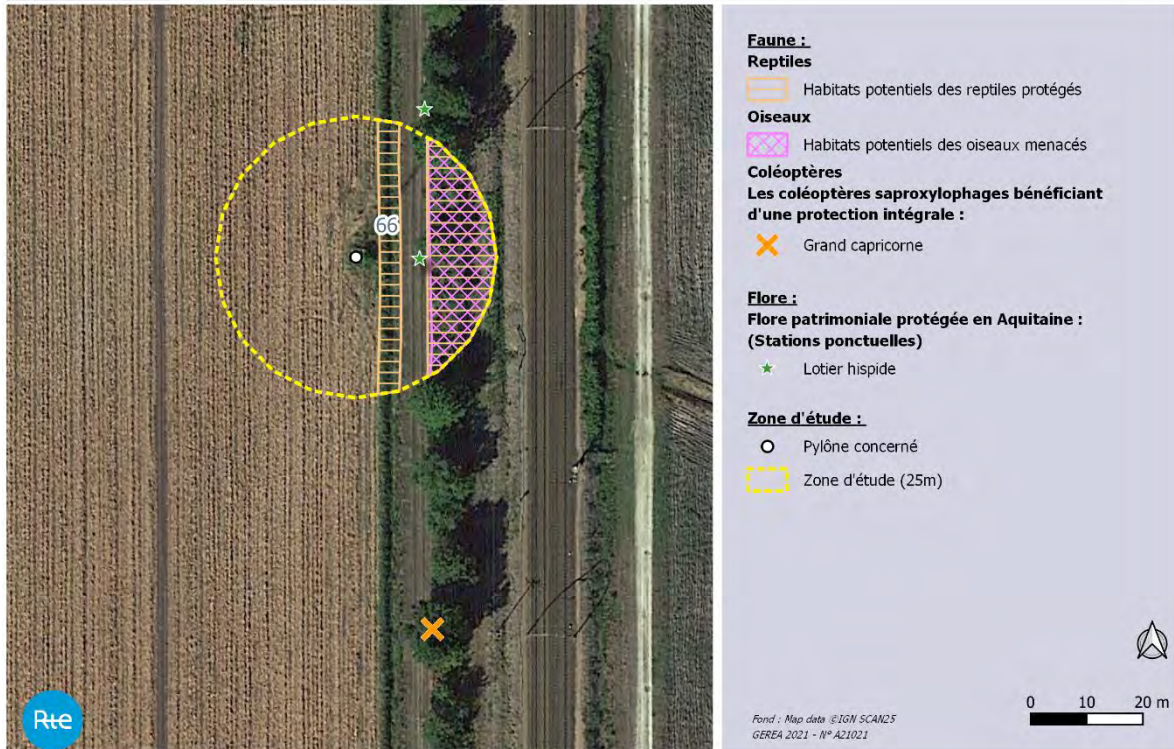 66
Rte
Faune :
Reptiles
Habitats potentiels des reptiles protégés
Oiseaux
Habitats potentiels des oiseaux menacés
Coléoptères
Les coléoptères saproxylophages bénéficiant
d'une protection intégrale :
Grand capricorne
Flore :
Flore patrimoniale protégée en Aquitaine :
(Stations ponctuelles)
Lotier hispide
Zone d'étude :
Pylône concerné
Zone d'étude (25m)
0 10 20 m
Fond : Map data ©IGN SCAN25
GEREA 2021 - N° A21021